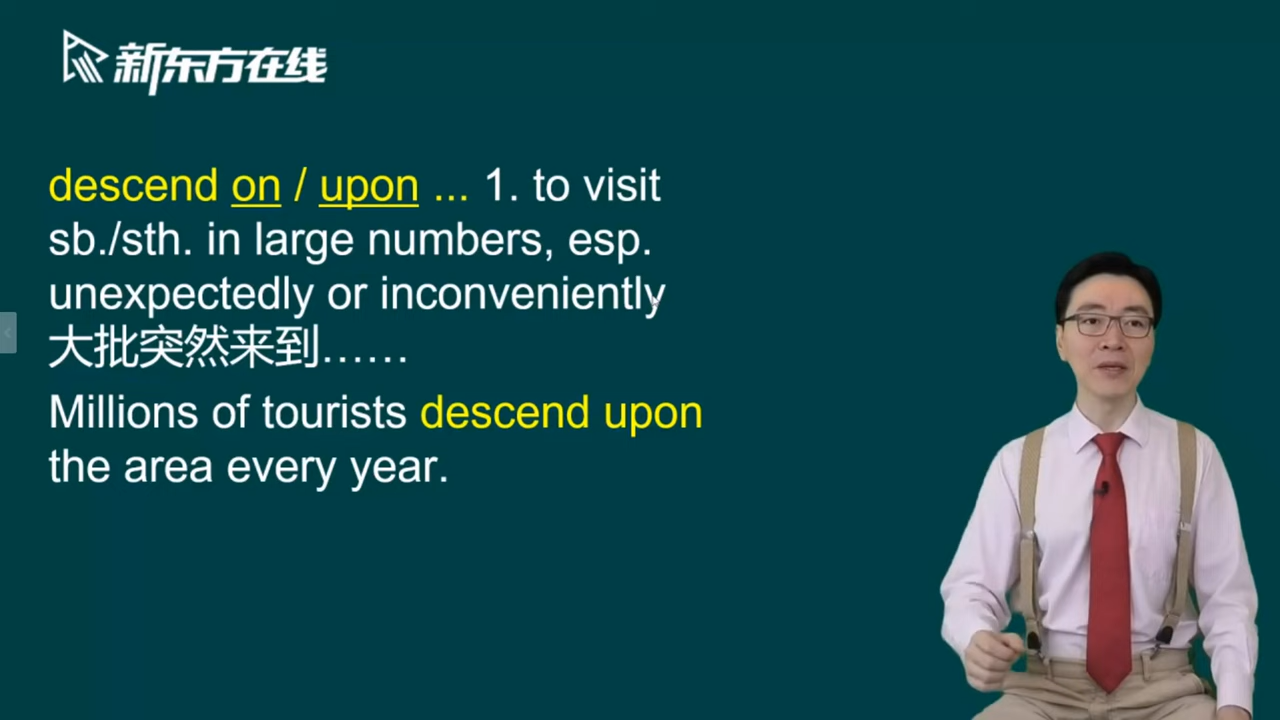 新东方在线
descend on / upon ... 1. to visit
sb./sth. in large numbers, esp.
unexpectedly or inconveniently
大批突然来到……
Millions of tourists descend upon
the area every year.